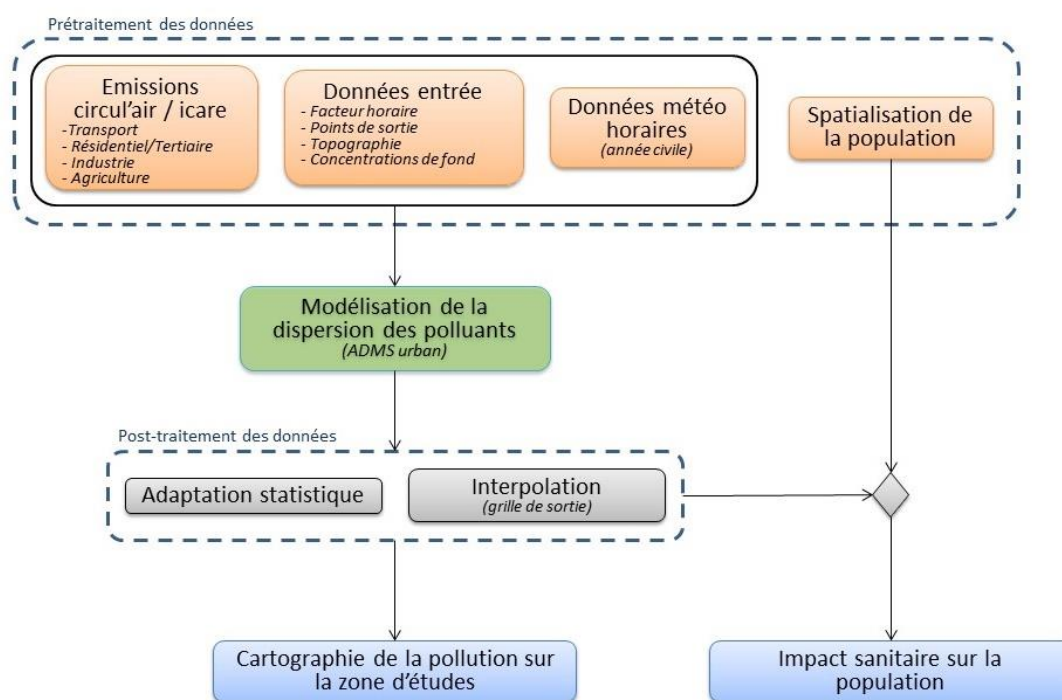 Prétraitement des données
Emissions
circul'air / icare
-Transport
- Résidentiel/Tertiaire
- Industrie
- Agriculture
Données entrée
- Facteur horaire
- Points de sortie
- Topographie
- Concentrations de fond
Données météo
horaires
(année civile)
Spatialisation de
la population
Modélisation de la
dispersion des polluants
(ADMS urban)
Post-traitement des données
Adaptation statistique
Interpolation
(grille de sortie)
Cartographie de la pollution sur
la zone d'études
Impact sanitaire sur la
population